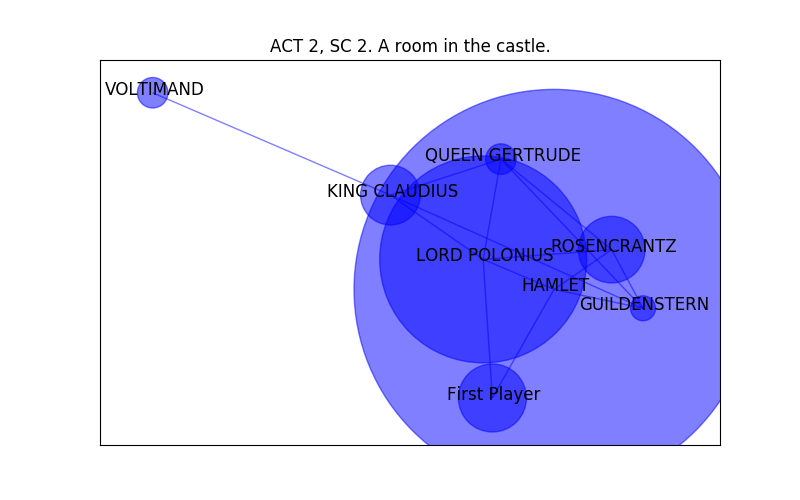 ACT 2, SC 2. A room in the castle.
VOLTIMAND
QUEEN GERTRUDE
KING CLAUDIUS
ROSENCRANTZ
LORD POLONIUS
HAMLET
GUILDENSTERN
First Player